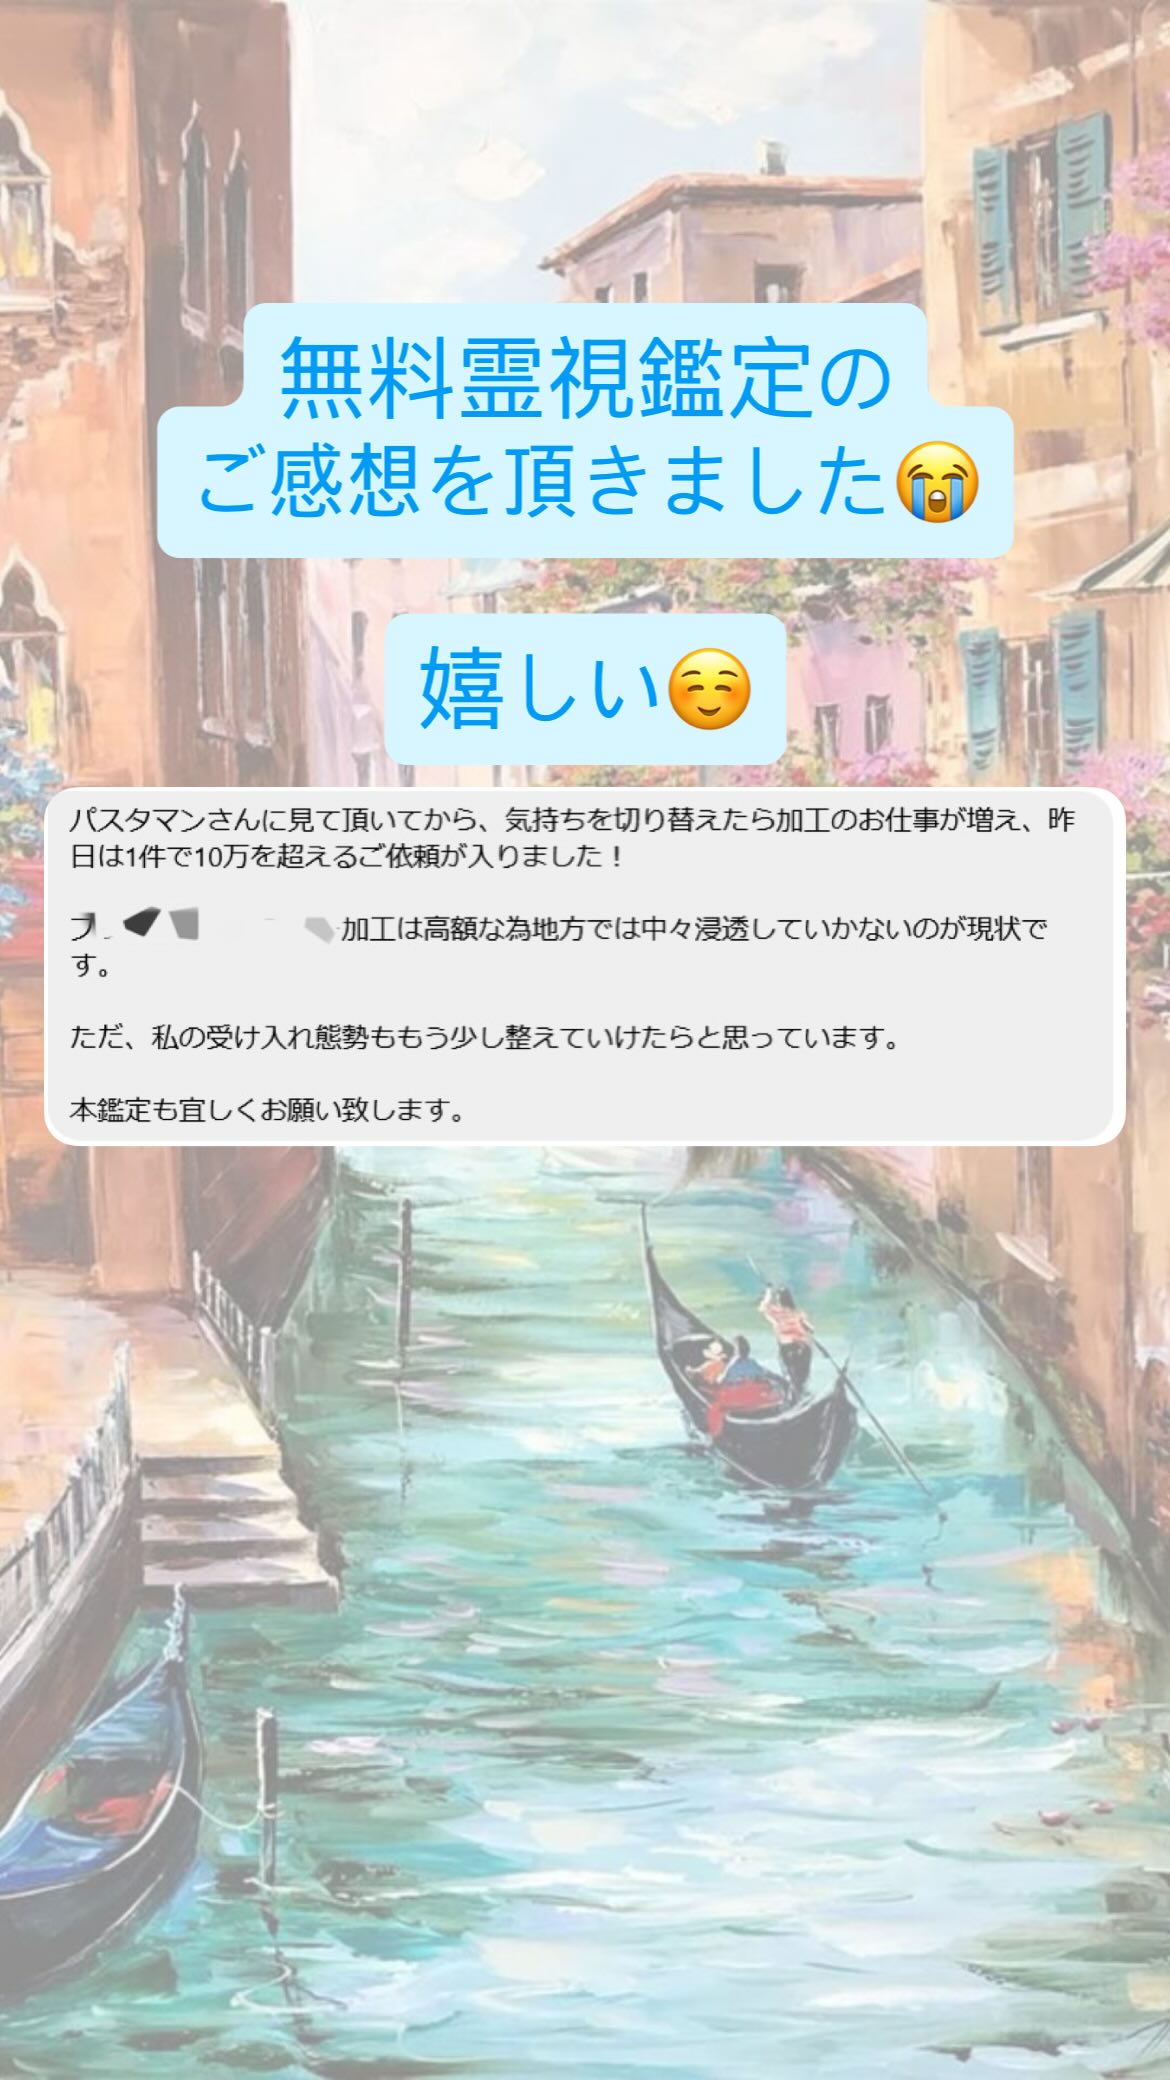 無料霊視鑑定の
ご感想を頂きました😭
嬉しい☺️
パスタマンさんに見て頂いてから、気持ちを切り替えたら加工のお仕事が増え、昨
日は1件で10万を超えるご依頼が入りました！
加工は高額な為地方では中々浸透していかないのが現状で
す。
ただ、私の受け入れ態勢ももう少し整えていけたらと思っています。
本鑑定も宜しくお願い致します。